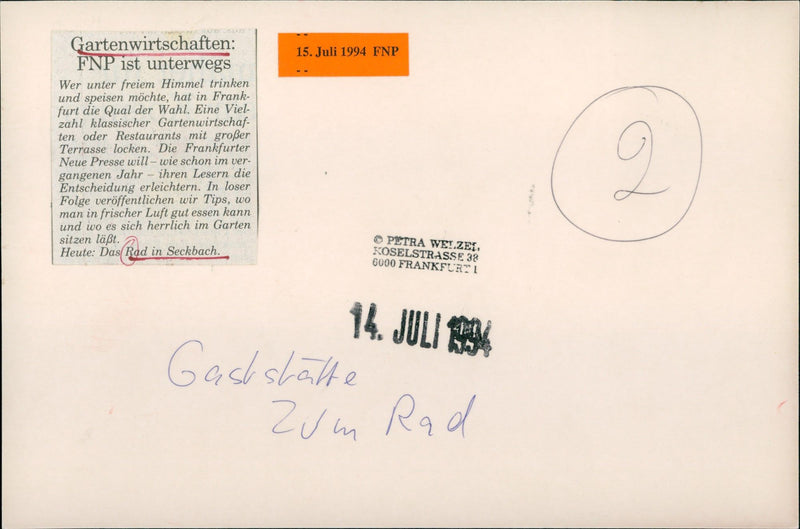 Gartenwirtschaften:
FNP ist unterwegs
Wer unter freiem Himmel trinken
und speisen möchte, hat in Frank-
furt die Qual der Wahl. Eine Viel-
zahl klassischer Gartenwirtschaf-
ten oder Restaurants mit großer
Terrasse locken. Die Frankfurter
Neue Presse will – wie schon im ver-
gangenen Jahr – ihren Lesern die
Entscheidung erleichtern. In loser
Folge veröffentlichen wir Tips, wo
man in frischer Luft gut essen kann
und wo es sich herrlich im Garten
sitzen läßt.
Heute: Das Rad in Seckbach.
15. Juli 1994 FNP
2
© PETRA WELZEL
KOSELSTRASSE 38
6000 FRANKFURT 1
14. JULI 1994
Gaststätte
Zum Rad